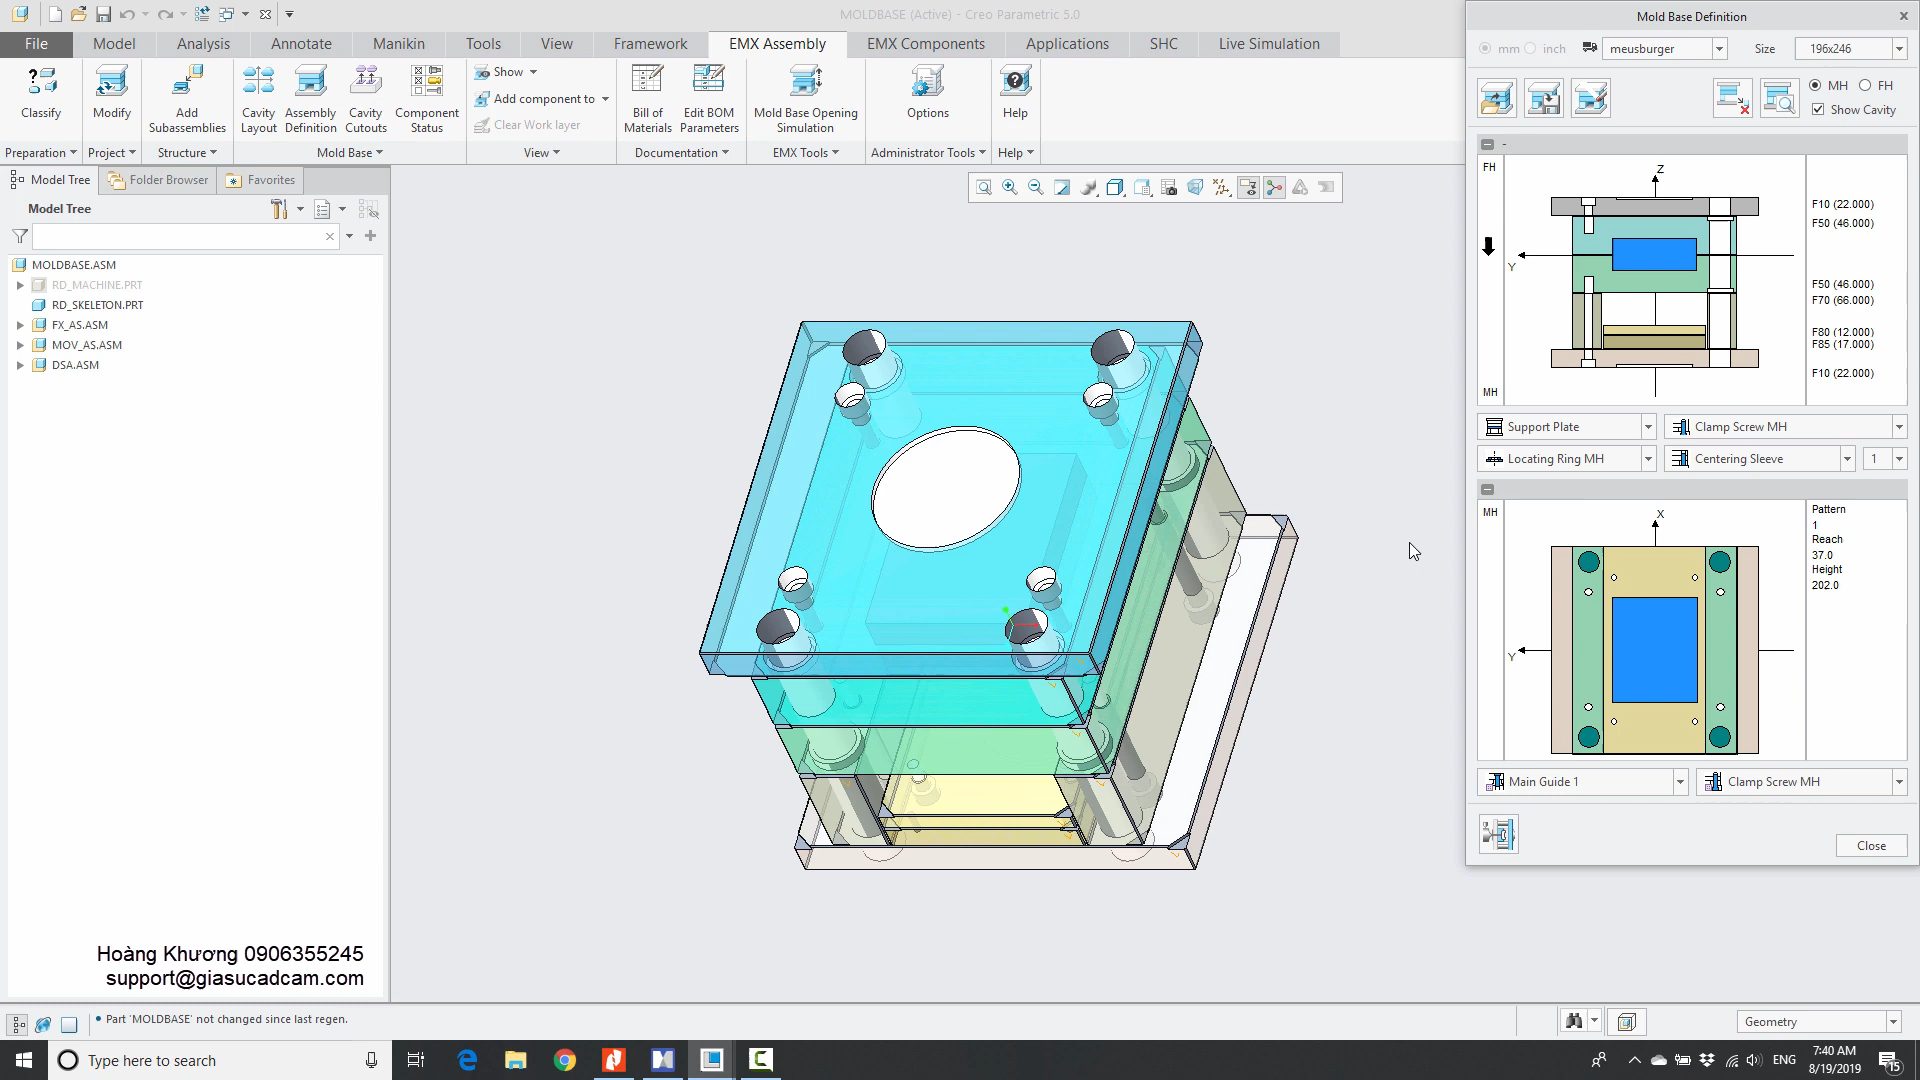 MOLDBASE (Active) - Creo Parametric 5.0
File
Model
Analysis
Annotate
Manikin
Tools
View
Framework
EMX Assembly
EMX Components
Applications
SHC
Live Simulation
Classify
Modify
Add
Subassemblies
Cavity
Layout
Assembly
Definition
Cavity
Cutouts
Component
Status
Show
Add component to
Clear Work layer
Bill of
Materials
Edit BOM
Parameters
Mold Base Opening
Simulation
Options
Help
Preparation
Project
Structure
Mold Base
View
Documentation
EMX Tools
Administrator Tools
Help
Model Tree
Folder Browser
Favorites
Model Tree
MOLDBASE.ASM
RD_MACHINE.PRT
RD_SKELETON.PRT
FX_AS.ASM
MOV_AS.ASM
DSA.ASM
Hoàng Khương 0906355245
support@giasucadcam.com
Mold Base Definition
mm
inch
meusburger
Size
196x246
MH
FH
Show Cavity
-
FH
Z
Y
MH
F10 (22.000)
F50 (46.000)
F50 (46.000)
F70 (66.000)
F80 (12.000)
F85 (17.000)
F10 (22.000)
Support Plate
Clamp Screw MH
Locating Ring MH
Centering Sleeve
1
MH
X
Y
Pattern
1
Reach
37.0
Height
202.0
Main Guide 1
Clamp Screw MH
Close
Part 'MOLDBASE' not changed since last regen.
Geometry
Type here to search
ENG
7:40 AM
8/19/2019
15